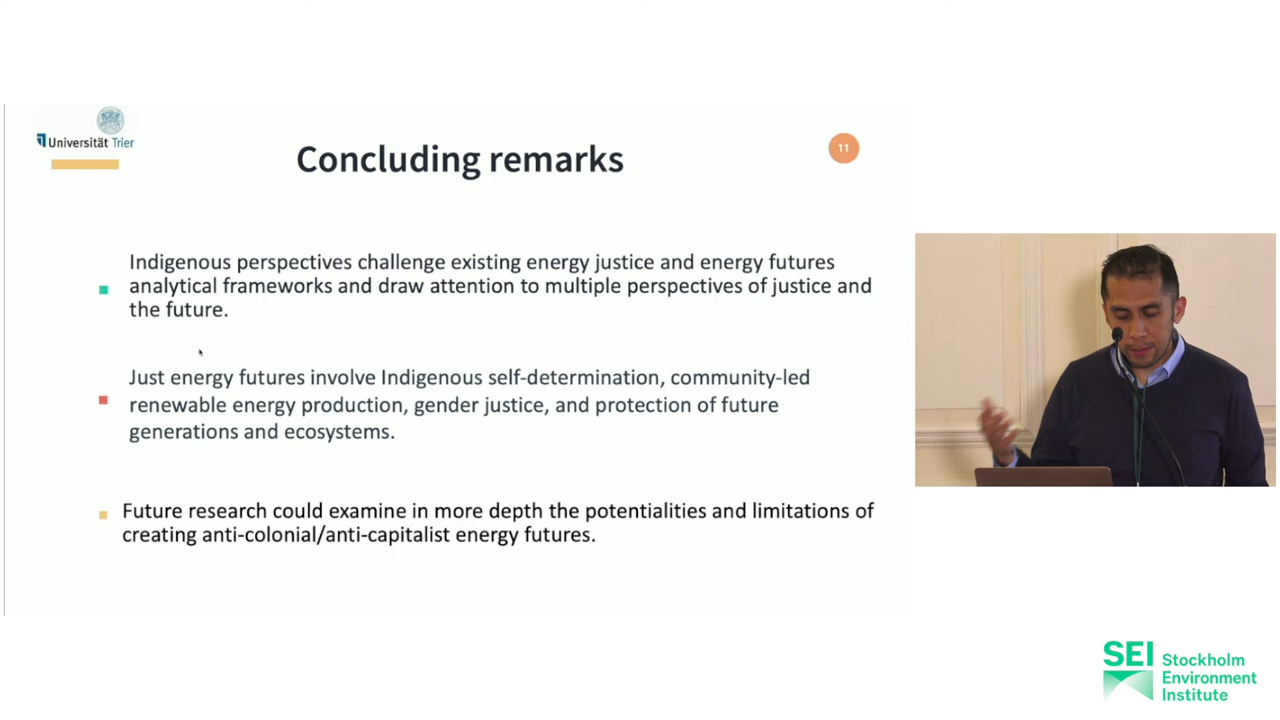 Universität Trier
Concluding remarks
11
Indigenous perspectives challenge existing energy justice and energy futures
analytical frameworks and draw attention to multiple perspectives of justice and
the future.
Just energy futures involve Indigenous self-determination, community-led
renewable energy production, gender justice, and protection of future
generations and ecosystems.
Future research could examine in more depth the potentialities and limitations of
creating anti-colonial/anti-capitalist energy futures.
SEI
Stockholm
Environment
Institute